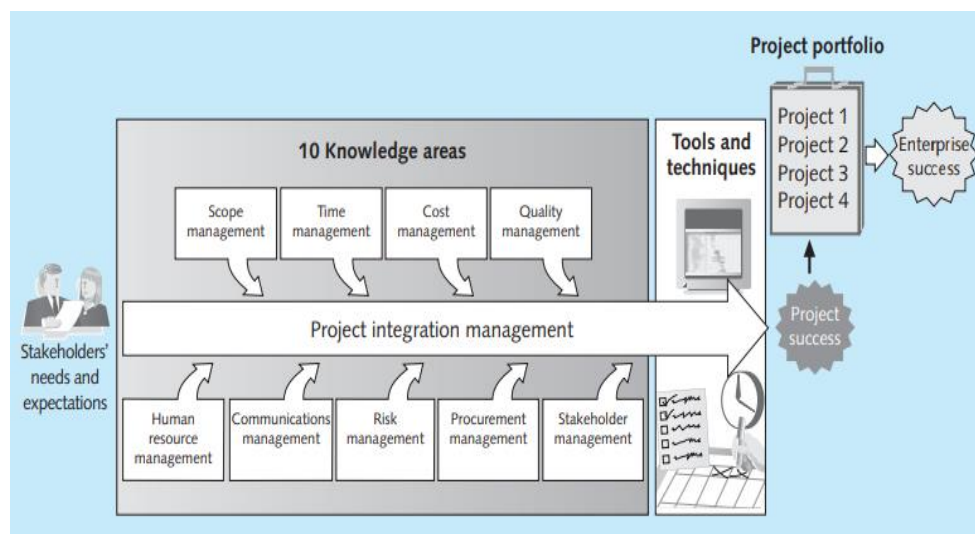 Project portfolio
Project 1
Project 2
Project 3
Project 4
Enterprise
success
10 Knowledge areas
Tools and
techniques
Scope
management
Time
management
Cost
management
Quality
management
Project integration management
Project
success
Stakeholders'
needs and
expectations
Human
resource
management
Communications
management
Risk
management
Procurement
management
Stakeholder
management